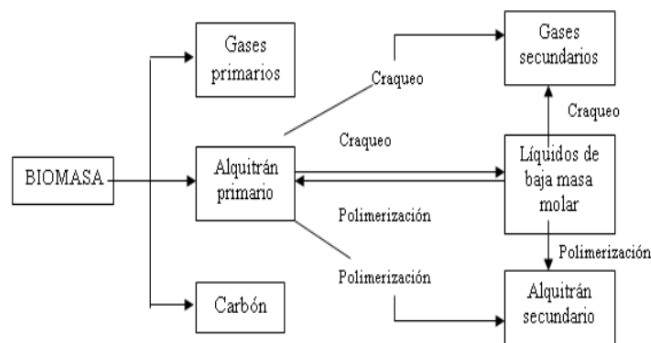 Gases
primarios
Gases
secundarios
Craqueo
Craqueo
Craqueo
BIOMASA
Alquitrán
primario
Líquidos de
baja masa
molar
Polimerización
Polimerización
Polimerización
Carbón
Alquitrán
secundario